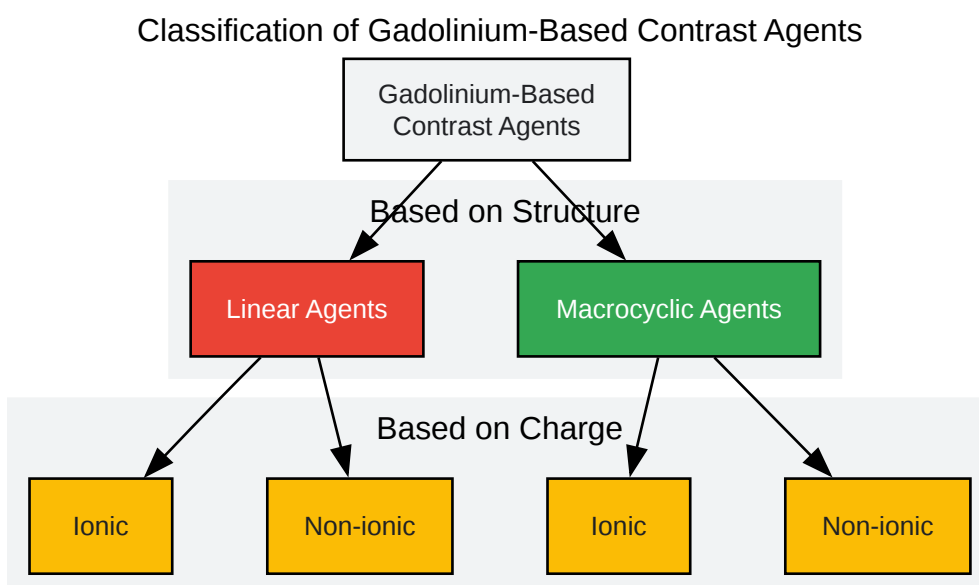 Classification of Gadolinium-Based Contrast Agents
Gadolinium-Based
Contrast Agents
Based on Structure
Linear Agents
Macrocyclic Agents
Based on Charge
Ionic
Non-ionic
Ionic
Non-ionic